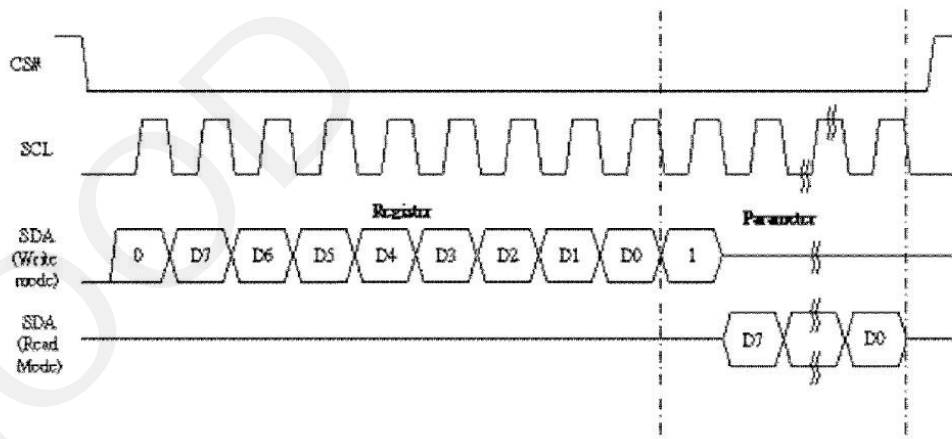 CS#
SCL
Register
Parameter
SDA
(Write
mode)
0 D7 D6 D5 D4 D3 D2 D1 D0 1
SDA
(Read
Mode)
D7 D0